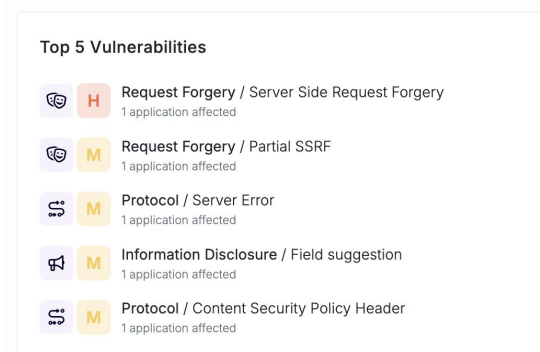 Top 5 Vulnerabilities
H
Request Forgery / Server Side Request Forgery
1 application affected
M
Request Forgery / Partial SSRF
1 application affected
M
Protocol / Server Error
1 application affected
M
Information Disclosure / Field suggestion
1 application affected
M
Protocol / Content Security Policy Header
1 application affected